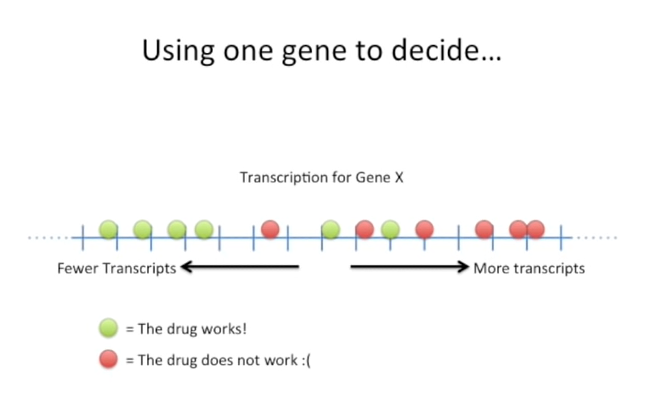 Using one gene to decide...
Transcription for Gene X
Fewer Transcripts
More transcripts
= The drug works!
= The drug does not work :(